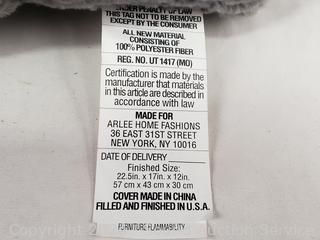 UNDER PENALTY OF LAW
THIS TAG NOT TO BE REMOVED
EXCEPT BY THE CONSUMER
ALL NEW MATERIAL
CONSISTING OF
100% POLYESTER FIBER
REG. NO. UT 1417 (MO)
Certification is made by the
manufacturer that materials
in this article are described in
accordance with law
MADE FOR
ARLEE HOME FASHIONS
36 EAST 31ST STREET
NEW YORK, NY 10016
DATE OF DELIVERY
Finished Size:
22.5in. x 17in. x 12in.
57 cm x 43 cm x 30 cm
COVER MADE IN CHINA
FILLED AND FINISHED IN U.S.A.
FURNITURE FLAMMABILITY
Copyright
Auction Service